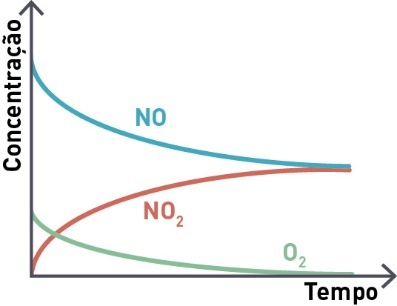 Concentração
NO
NO₂
O₂
Tempo